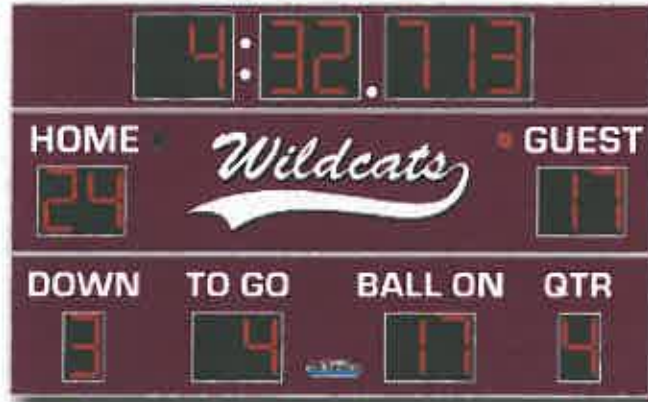 4:32.713
HOME GUEST
Wildcats
24 17
DOWN TO GO BALL ON QTR
3 4 17 4